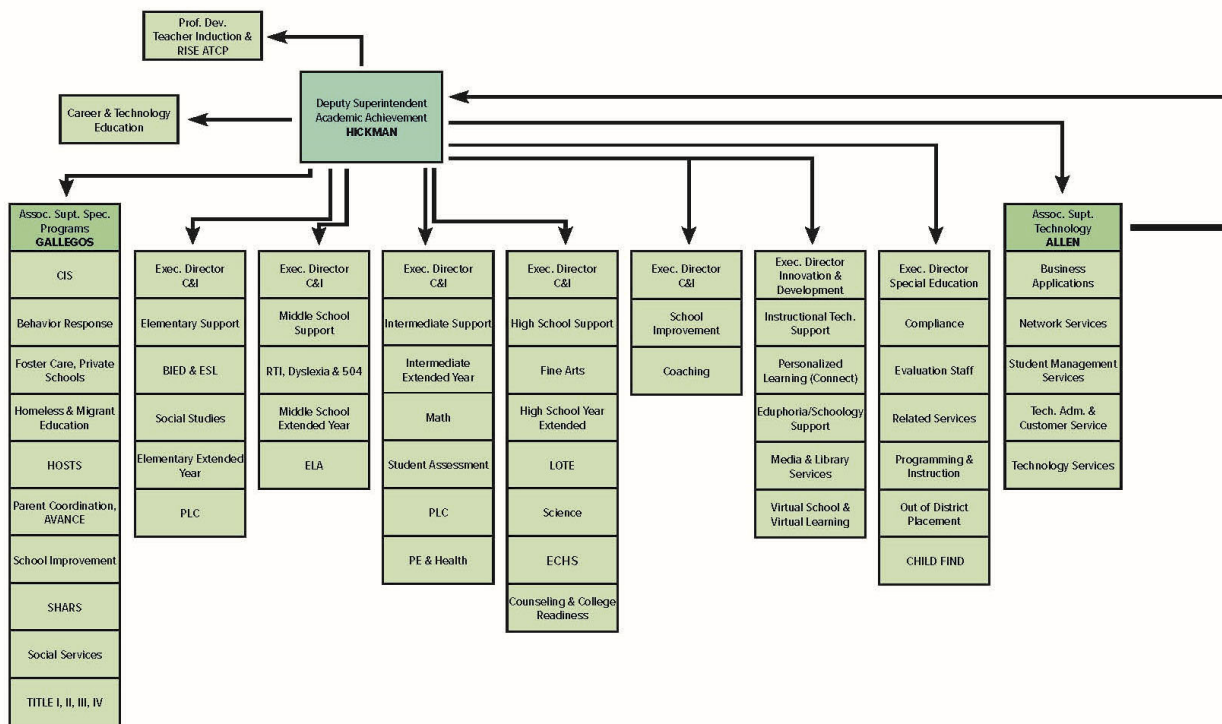 Prof. Dev.
Teacher Induction &
RISE ATCP
Deputy Superintendent
Academic Achievement
HICKMAN
Career & Technology
Education
Assoc. Supt. Spec.
Programs
GALLEGOS
CIS
Behavior Response
Foster Care, Private
Schools
Homeless & Migrant
Education
HOSTS
Parent Coordination,
AVANCE
School Improvement
SHARS
Social Services
TITLE I, II, III, IV
Exec. Director
C&I
Elementary Support
BIED & ESL
Social Studies
Elementary Extended
Year
PLC
Exec. Director
C&I
Middle School
Support
RTI, Dyslexia & 504
Middle School
Extended Year
ELA
Exec. Director
C&I
Intermediate Support
Intermediate
Extended Year
Math
Student Assessment
PLC
PE & Health
Exec. Director
C&I
High School Support
Fine Arts
High School Year
Extended
LOTE
Science
ECHS
Counseling & College
Readiness
Exec. Director
C&I
School
Improvement
Coaching
Exec. Director
Innovation &
Development
Instructional Tech.
Support
Personalized
Learning (Connect)
Eduphoria/Schoology
Support
Media & Library
Services
Virtual School &
Virtual Learning
Exec. Director
Special Education
Compliance
Evaluation Staff
Related Services
Programming &
Instruction
Out of District
Placement
CHILD FIND
Assoc. Supt.
Technology
ALLEN
Business
Applications
Network Services
Student Management
Services
Tech. Adm. &
Customer Service
Technology Services